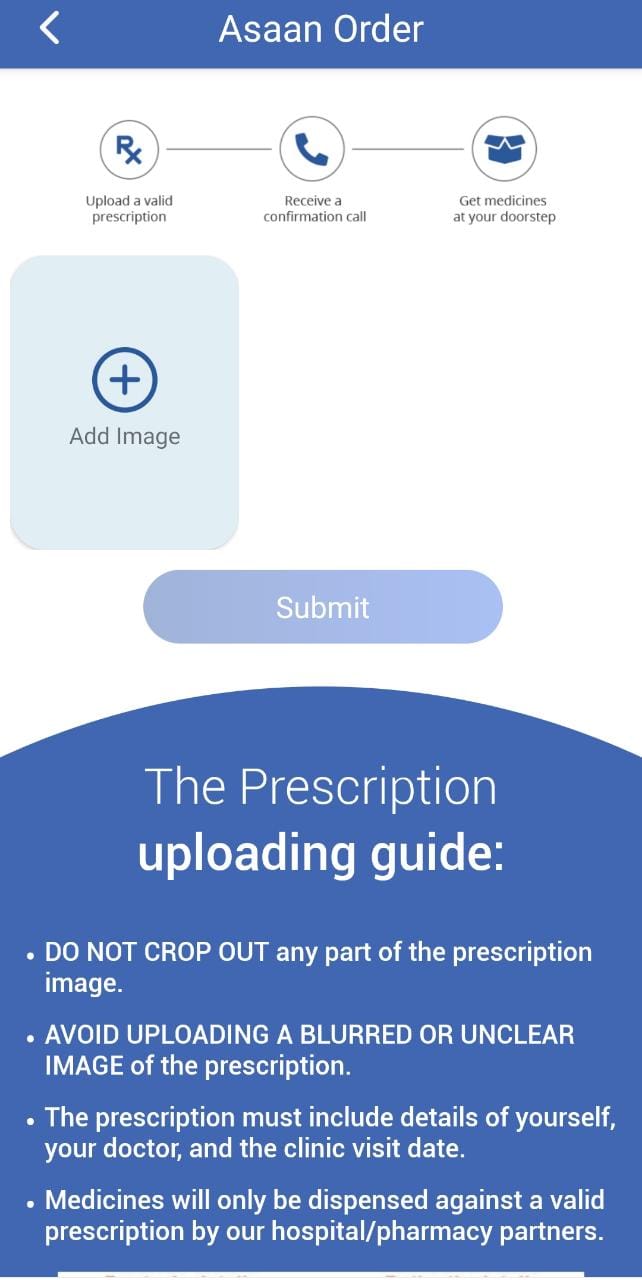 Asaan Order
Rx
Upload a valid
prescription
Receive a
confirmation call
Get medicines
at your doorstep
Add Image
Submit
The Prescription
uploading guide:
• DO NOT CROP OUT any part of the prescription
image.
• AVOID UPLOADING A BLURRED OR UNCLEAR
IMAGE of the prescription.
• The prescription must include details of yourself,
your doctor, and the clinic visit date.
• Medicines will only be dispensed against a valid
prescription by our hospital/pharmacy partners.